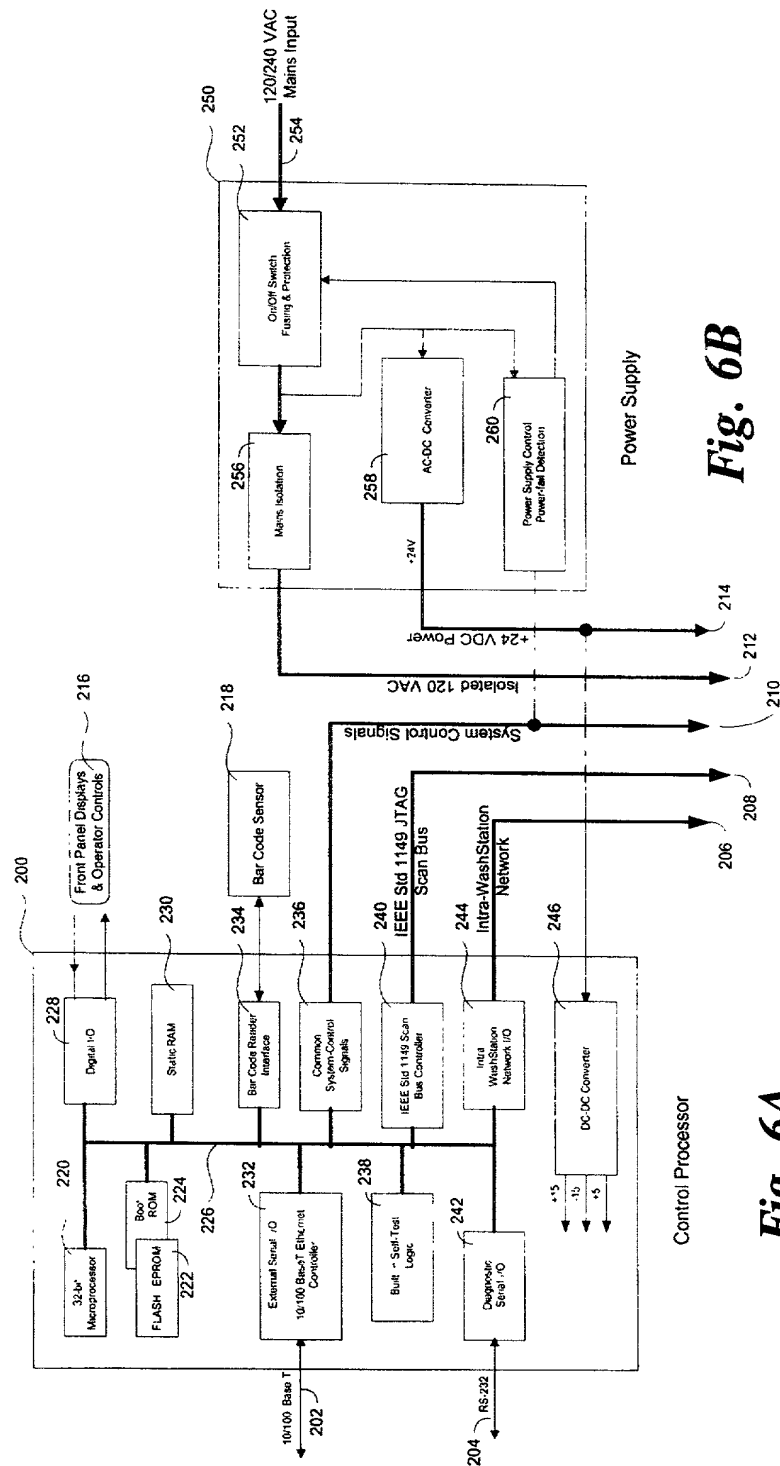 200
220
32-bit
Microprocessor
Boot
ROM
224
FLASH EPROM
222
226
228
Digital I/O
Front Panel Displays
& Operator Controls
216
230
Static RAM
232
External Serial I/O
10/100 BaseT Ethernet
Controller
10/100 Base T
202
234
Bar Code Reader
Interface
Bar Code Sensor
218
236
Common
System-Control
Signals
238
Self-Test
Logic
240
IEEE Std 1149 Scan
Bus Controller
IEEE Std 1149 JTAG
Scan Bus
242
Diagnostic
Serial I/O
RS-232
204
244
Intra
WashStation
Network I/O
Intra-WashStation
Network
246
DC-DC Converter
+15
-15
+5
Control Processor
Fig. 6A
250
252
On/Off Switch
Fusing & Protection
120/240 VAC
Mains Input
254
256
Mains Isolation
258
AC-DC Converter
+24V
260
Power Supply Control
Power-fail Detection
Power Supply
Fig. 6B
System Control Signals
Isolated 120 VAC
+24 VDC Power
206
208
210
212
214